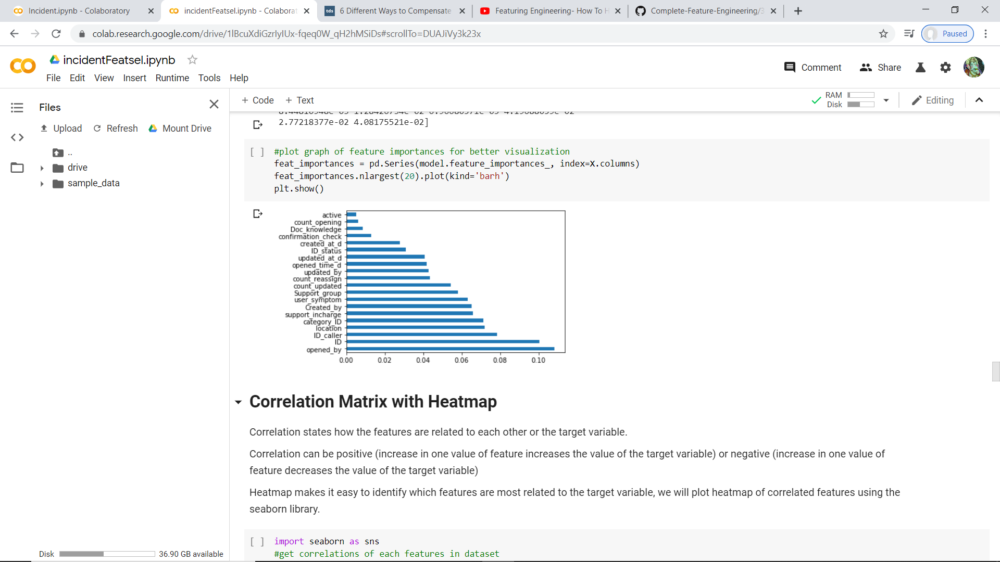 Incident.ipynb - Colaboratory
incidentFeatsel.ipynb - Colaborat
tds 6 Different Ways to Compensate
Featuring Engineering- How To H
Complete-Feature-Engineering/3
colab.research.google.com/drive/1lBcuXdiGzrIyIUx-fqeq0W_qH2hMSiDs#scrollTo=DUAJiVy3k23x
Paused
incidentFeatsel.ipynb
File Edit View Insert Runtime Tools Help
Comment
Share
Files
Upload Refresh Mount Drive
..
drive
sample_data
Disk 36.90 GB available
+ Code + Text
RAM
Disk
Editing
2.77218377e-02 4.08175521e-02]
[ ] #plot graph of feature importances for better visualization
feat_importances = pd.Series(model.feature_importances_, index=X.columns)
feat_importances.nlargest(20).plot(kind='barh')
plt.show()
active
count_opening
Doc_knowledge
confirmation_check
created_at_d
ID_status
updated_at_d
opened_time_d
updated_by
count_reassign
count_updated
Support_group
user_symptom
Created_by
support_incharge
category_ID
location
ID_caller
ID
opened_by
0.00 0.02 0.04 0.06 0.08 0.10
Correlation Matrix with Heatmap
Correlation states how the features are related to each other or the target variable.
Correlation can be positive (increase in one value of feature increases the value of the target variable) or negative (increase in one value of
feature decreases the value of the target variable)
Heatmap makes it easy to identify which features are most related to the target variable, we will plot heatmap of correlated features using the
seaborn library.
[ ] import seaborn as sns
#get correlations of each features in dataset